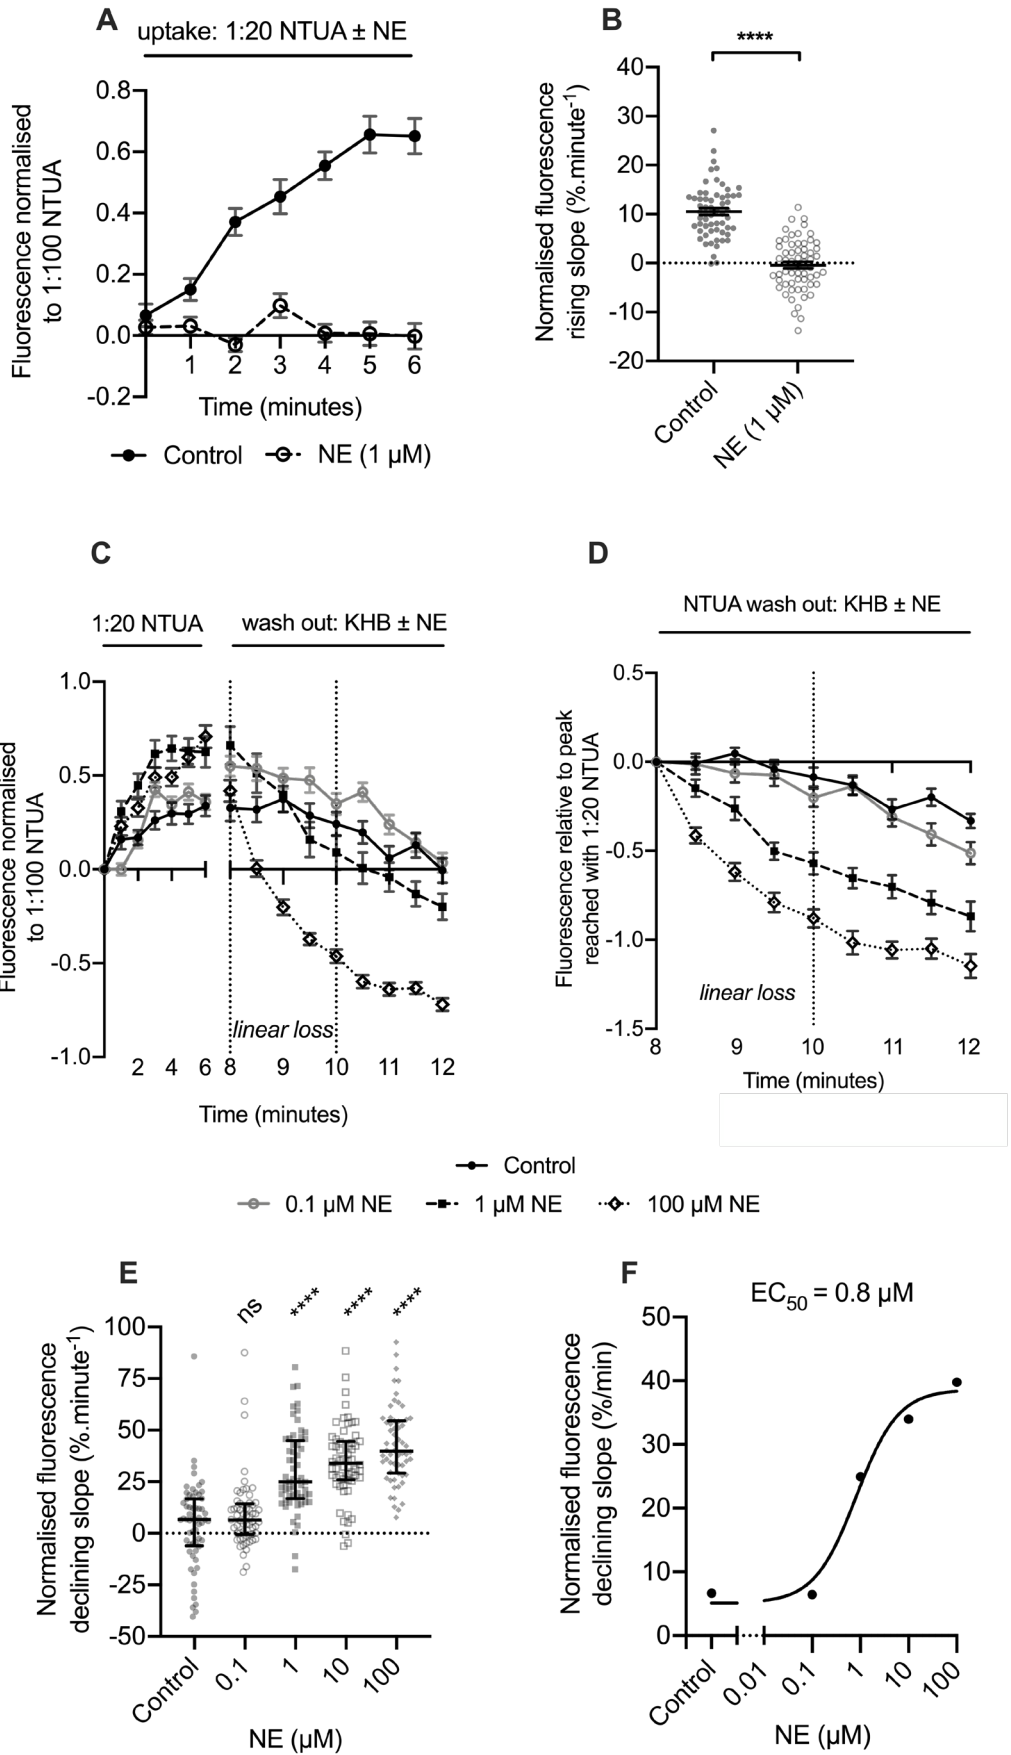 A
uptake: 1:20 NTUA ± NE
Fluorescence normalised
to 1:100 NTUA
0.8
0.6
0.4
0.2
0.0
-0.2
1 2 3 4 5 6
Time (minutes)
Control NE (1 µM)
B
****
Normalised fluorescence
rising slope (%.minute-1)
40
30
20
10
0
-10
-20
Control
NE (1 µM)
C
1:20 NTUA wash out: KHB ± NE
Fluorescence normalised
to 1:100 NTUA
1.0
0.5
0.0
-0.5
-1.0
linear loss
2 4 6 8 9 10 11 12
Time (minutes)
D
NTUA wash out: KHB ± NE
Fluorescence relative to peak
reached with 1:20 NTUA
0.5
0.0
-0.5
-1.0
-1.5
linear loss
8 9 10 11 12
Time (minutes)
Control
0.1 µM NE 1 µM NE 100 µM NE
E
ns **** **** ****
Normalised fluorescence
declining slope (%.minute-1)
100
75
50
25
0
-25
-50
Control 0.1 1 10 100
NE (µM)
F
EC50 = 0.8 µM
Normalised fluorescence
declining slope (%/min)
50
40
30
20
10
0
Control 0.01 0.1 1 10 100
NE (µM)